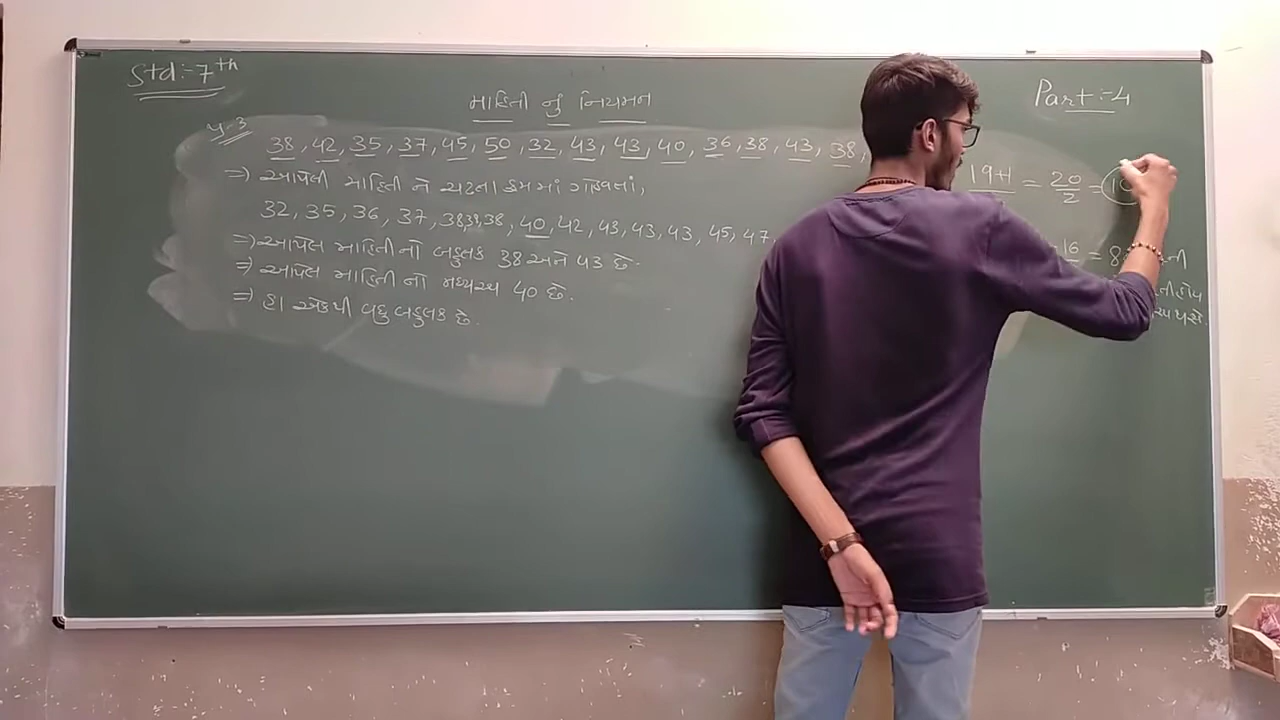 Std:-7th
માહિતી નું નિયમન
Part:-4
પ્ર-3
38, 42, 35, 37, 45, 50, 32, 43, 43, 40, 36, 38, 43, 38,
19+1 = 20/2 = 10
=) આપેલી માહિતી ને ચઢતા ક્રમમાં ગોઠવતાં,
32, 35, 36, 37, 38,38,38, 40, 42, 43, 43, 43, 45, 47,
=) આપેલ માહિતીનો બહુલક 38 અને 43 છે.
16 = 8
=) આપેલ માહિતીનો મધ્યસ્થ 40 છે.
=) હા એકથી વધુ બહુલક છે.